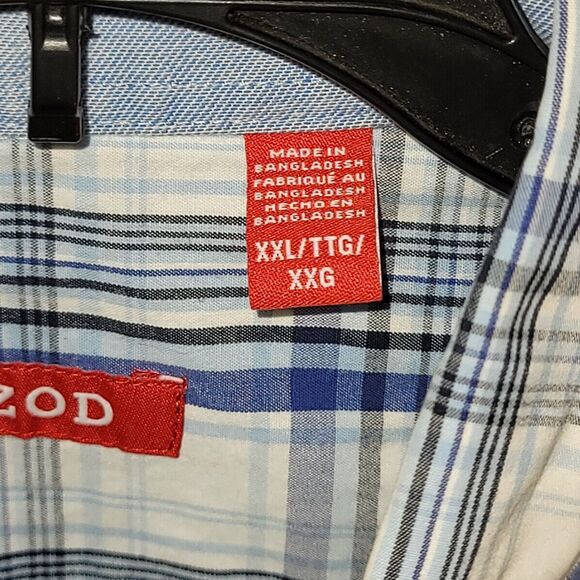 MADE IN
BANGLADESH
FABRIQUÉ AU
BANGLADESH
HECHO EN
BANGLADESH
XXL/TTG/
XXG
ZOD